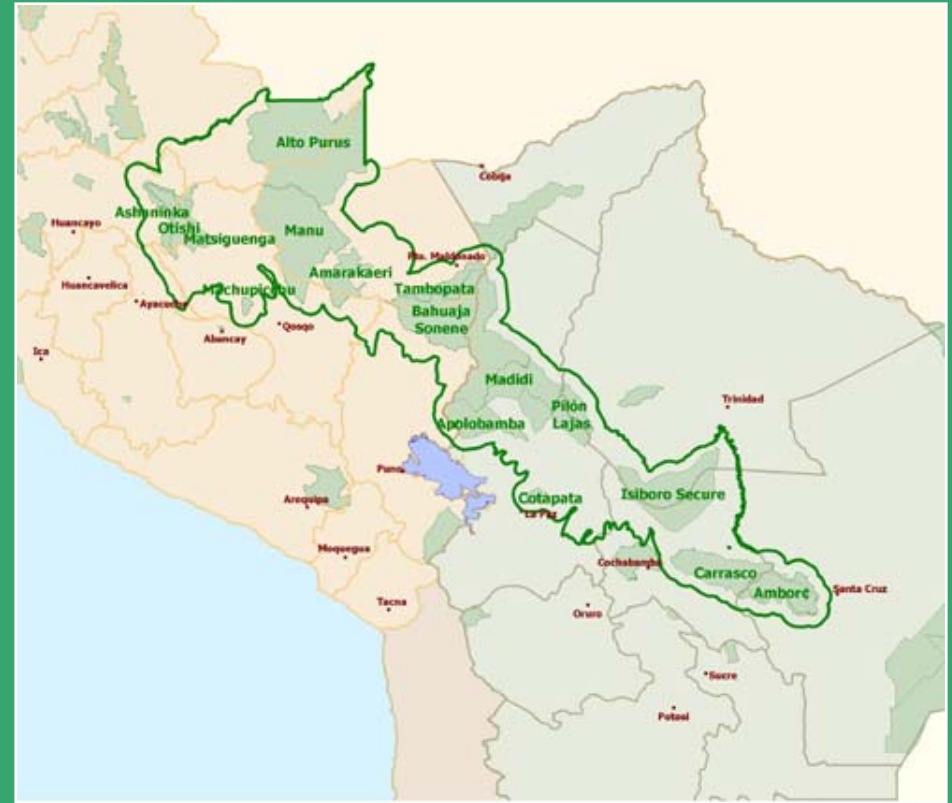 Alto Purus
Cobija
Ashaninka
Otishi
Huancayo
Matsiguenga
Manu
Pto. Maldonado
Amarakaeri
Huancavelica
Tambopata
Machupicchu
Ayacucho
Bahuaja
Sonene
Qosqo
Abancay
Ica
Madidi
Trinidad
Pilón
Lajas
Apolobamba
Puno
Isiboro Secure
Arequipa
Cotapata
La Paz
Moquegua
Cochabamba
Carrasco
Santa Cruz
Tacna
Oruro
Sucre
Potosi